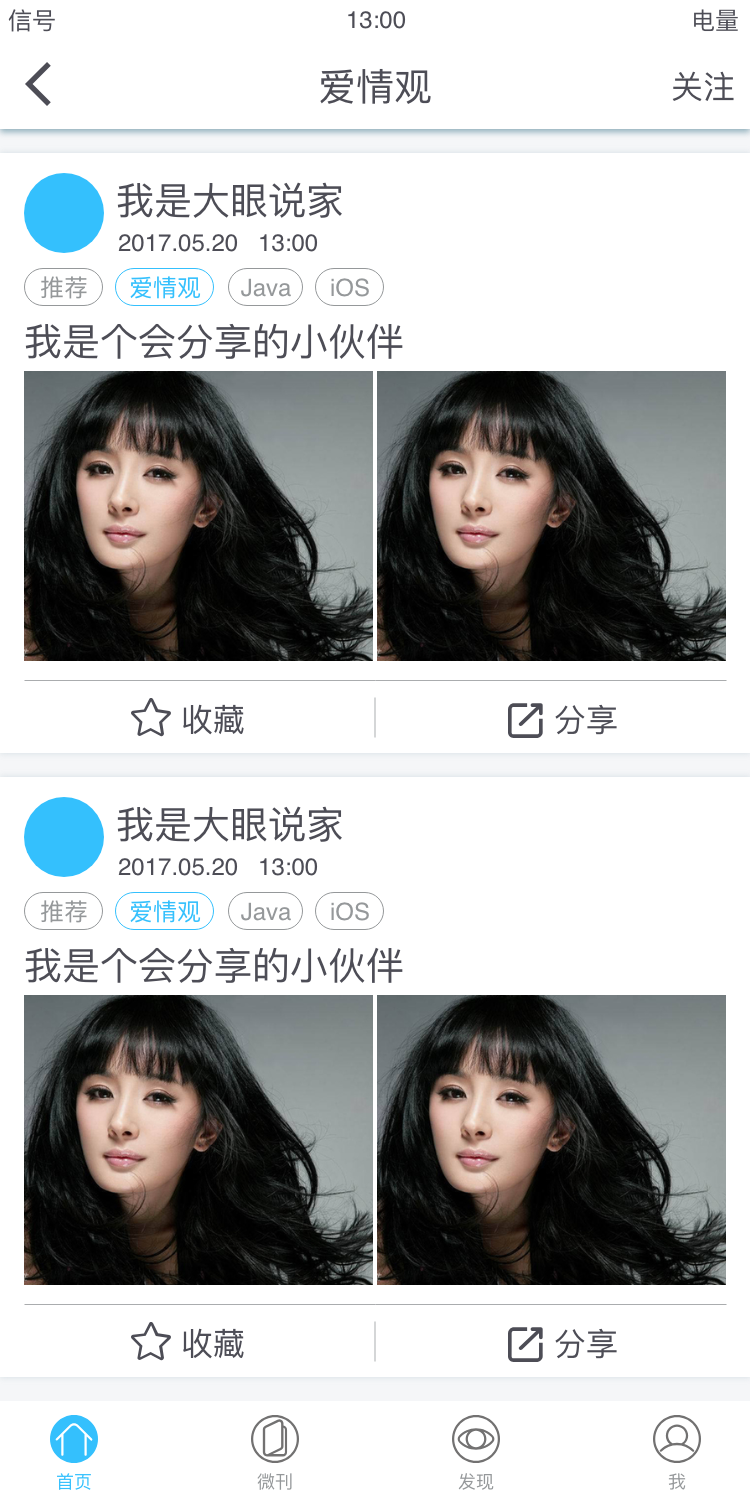 信号 13:00 电量
爱情观 关注
我是大眼说家
2017.05.20 13:00
推荐 爱情观 Java iOS
我是个会分享的小伙伴
收藏 分享
我是大眼说家
2017.05.20 13:00
推荐 爱情观 Java iOS
我是个会分享的小伙伴
收藏 分享
首页 微刊 发现 我